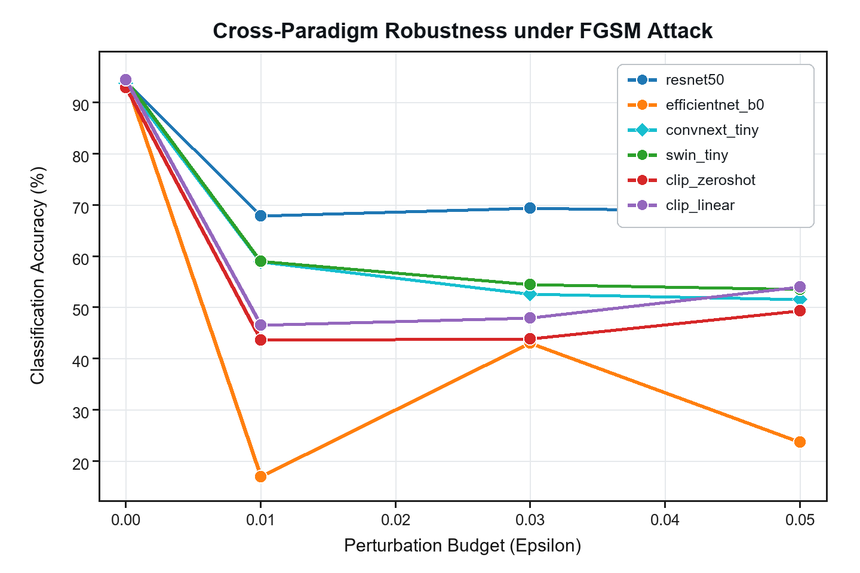 Cross-Paradigm Robustness under FGSM Attack
resnet50
efficientnet_b0
convnext_tiny
swin_tiny
clip_zeroshot
clip_linear
Classification Accuracy (%)
90
80
70
60
50
40
30
20
0.00 0.01 0.02 0.03 0.04 0.05
Perturbation Budget (Epsilon)